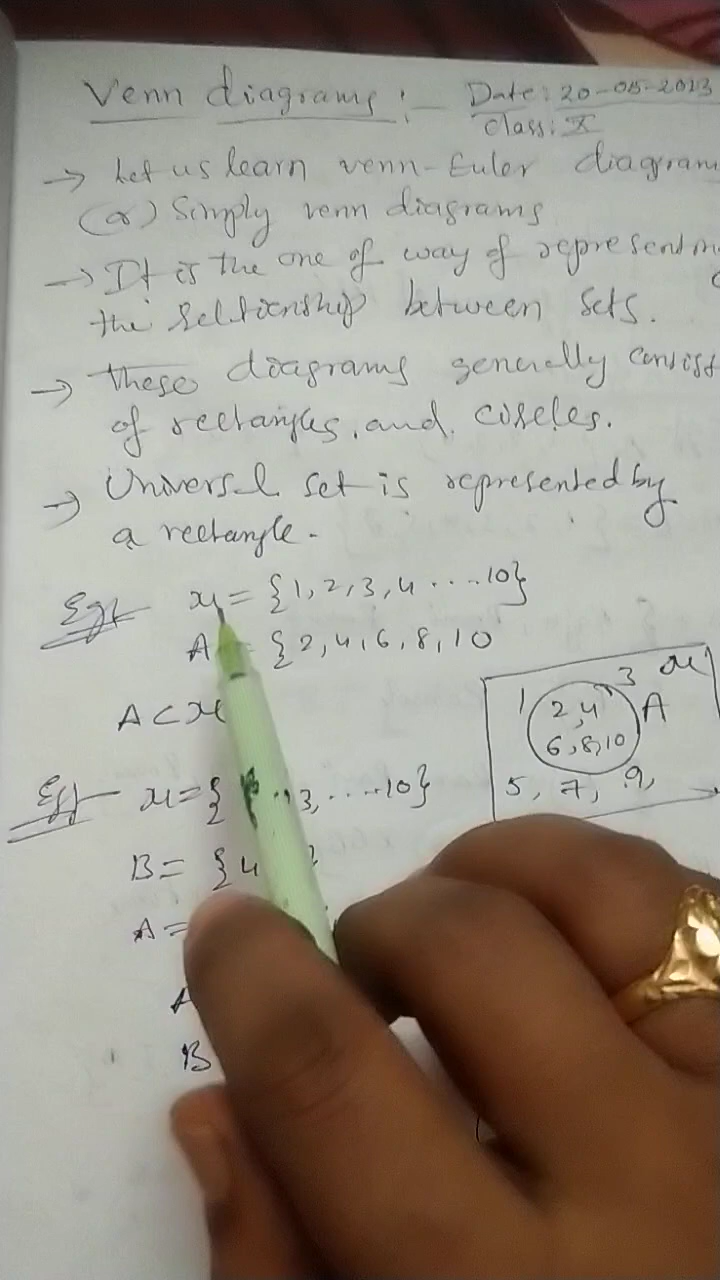 Venn diagrams :-
Date: 20-05-2013
Class: X
→ Let us learn venn-Euler diagram
(or) Simply venn diagrams
→ It is the one of way of representin
the relationship between sets.
→ These diagrams generally consist
of rectangles, and. circles.
→ Universal set is represented by
a rectangle.
Eg:- μ = {1, 2, 3, 4 ....10}
A = {2, 4, 6, 8, 10
A ⊂ μ
3 μ
1 2, 4 A
6, 8, 10
5, 7, 9,
Eg:- μ = { 3, ....10}
B = {4
A =
A
B